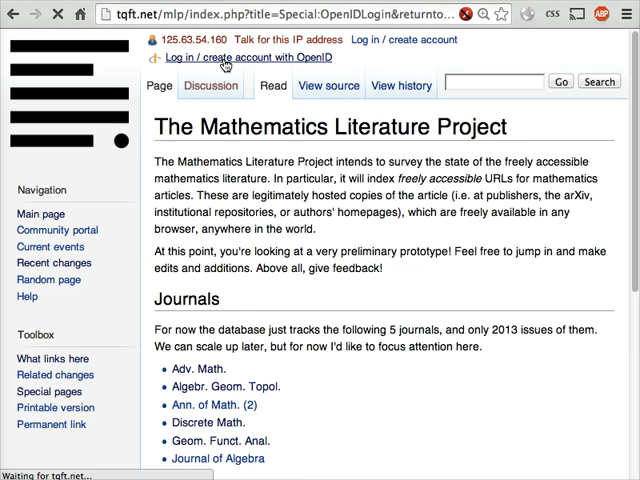 tqft.net/mlp/index.php?title=Special:OpenIDLogin&returnto...
CSS
ABP
125.63.54.160 Talk for this IP address Log in / create account
Log in / create account with OpenID
Page Discussion Read View source View history Go Search
The Mathematics Literature Project
The Mathematics Literature Project intends to survey the state of the freely accessible
mathematics literature. In particular, it will index freely accessible URLs for mathematics
articles. These are legitimately hosted copies of the article (i.e. at publishers, the arXiv,
institutional repositories, or authors' homepages), which are freely available in any
browser, anywhere in the world.
At this point, you're looking at a very preliminary prototype! Feel free to jump in and make
edits and additions. Above all, give feedback!
Journals
For now the database just tracks the following 5 journals, and only 2013 issues of them.
We can scale up later, but for now I'd like to focus attention here.
Adv. Math.
Algebr. Geom. Topol.
Ann. of Math. (2)
Discrete Math.
Geom. Funct. Anal.
Journal of Algebra
Navigation
Main page
Community portal
Current events
Recent changes
Random page
Help
Toolbox
What links here
Related changes
Special pages
Printable version
Permanent link
Waiting for tqft.net...